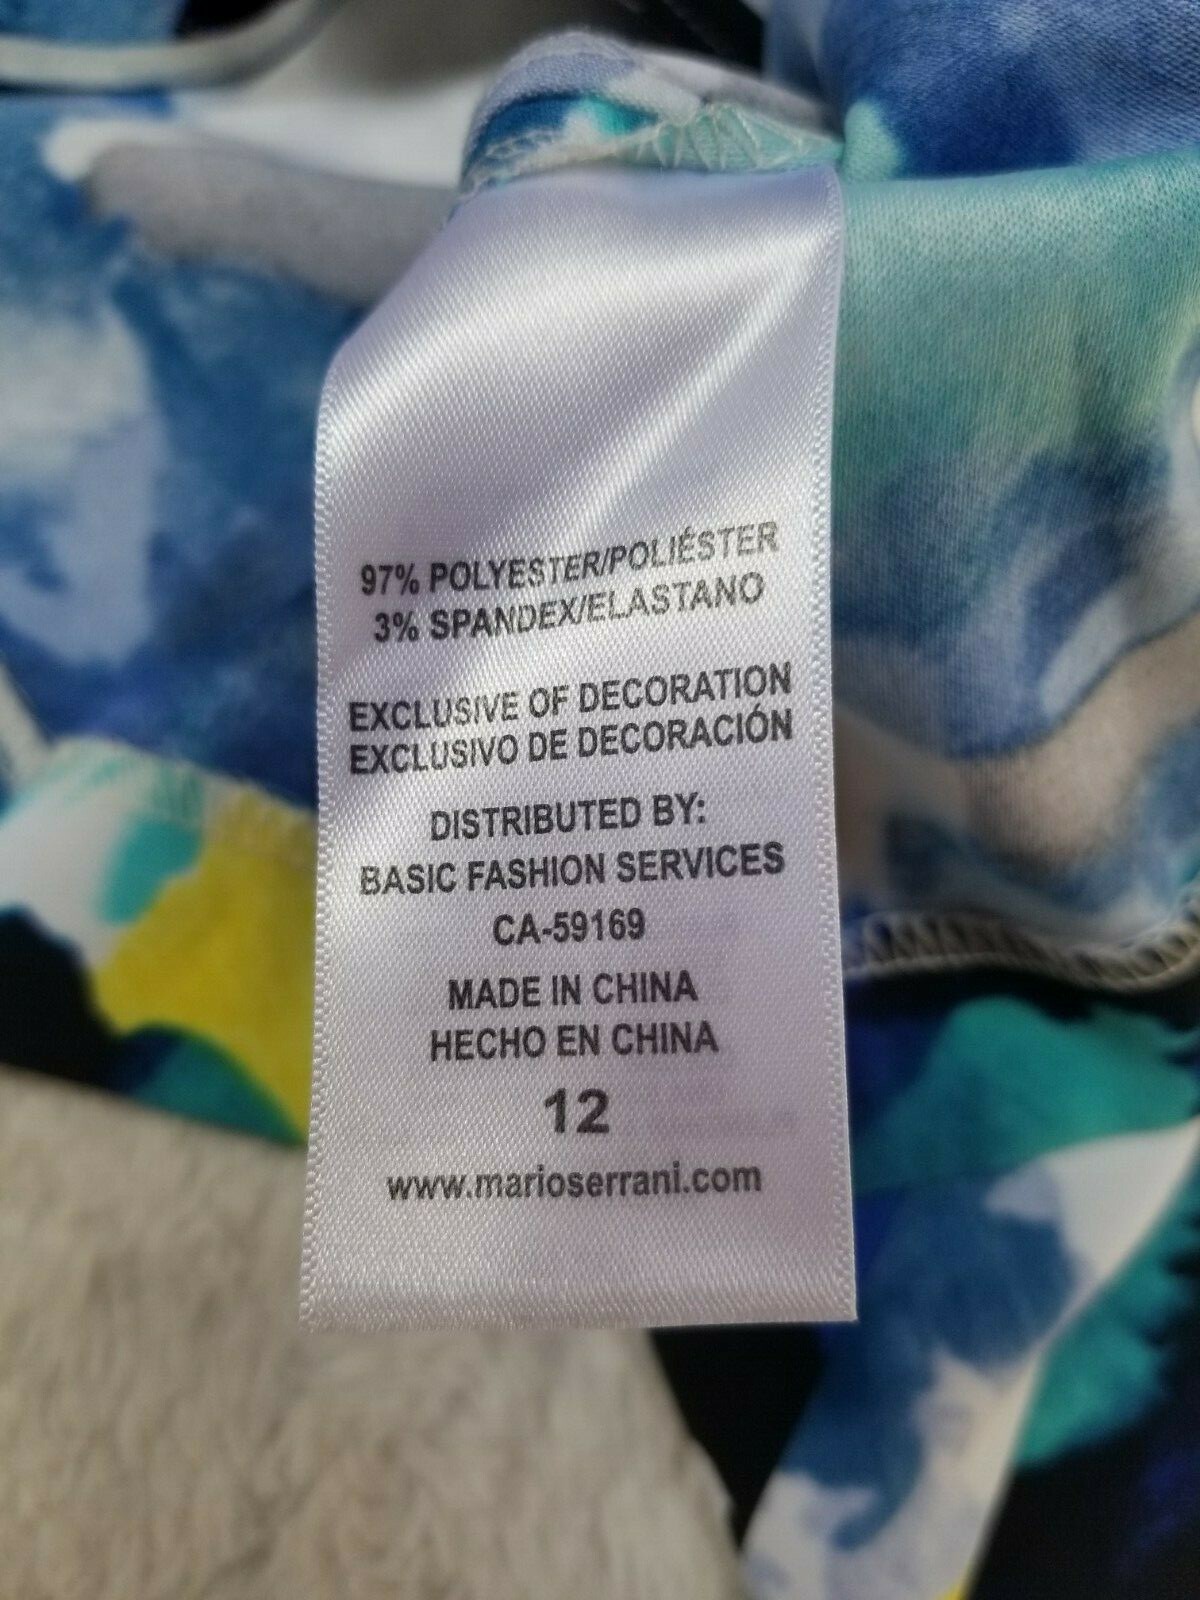 97% POLYESTER/POLIÉSTER
3% SPANDEX/ELASTANO
EXCLUSIVE OF DECORATION
EXCLUSIVO DE DECORACIÓN
DISTRIBUTED BY:
BASIC FASHION SERVICES
CA-59169
MADE IN CHINA
HECHO EN CHINA
12
www.marioserrani.com